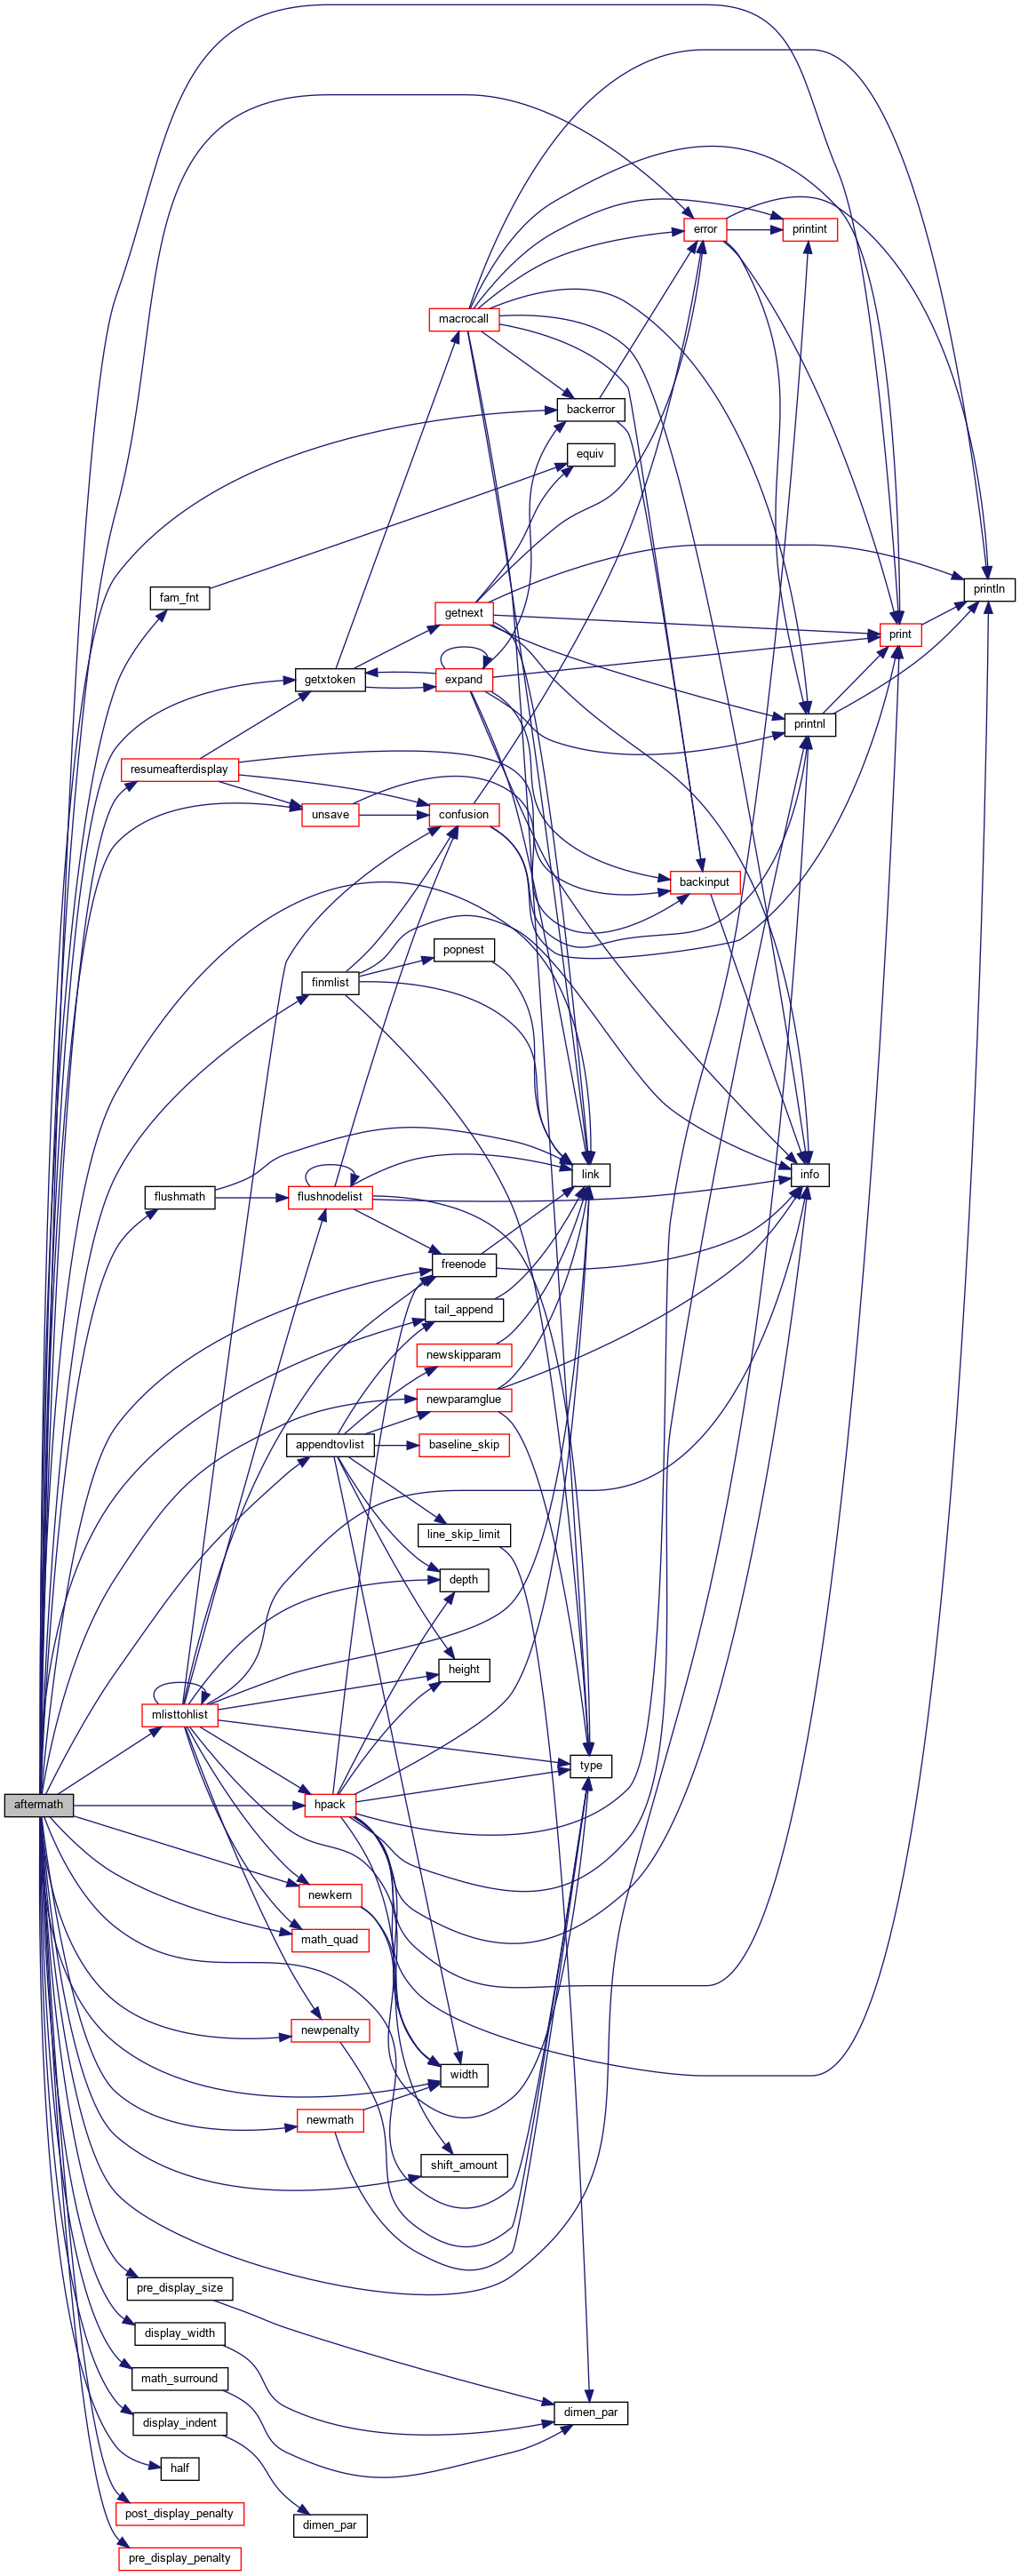 error
printint
macrocall
backerror
equiv
println
fam_fnt
getnext
print
getxtoken
expand
printnl
resumeafterdisplay
unsave
confusion
backinput
popnest
finmlist
link
info
flushmath
flushnodelist
freenode
tail_append
newskipparam
newparamglue
appendtovlist
baseline_skip
line_skip_limit
depth
height
mlisttohlist
type
aftermath
hpack
newkern
math_quad
newpenalty
width
newmath
shift_amount
pre_display_size
display_width
math_surround
dimen_par
display_indent
half
post_display_penalty
dimen_par
pre_display_penalty